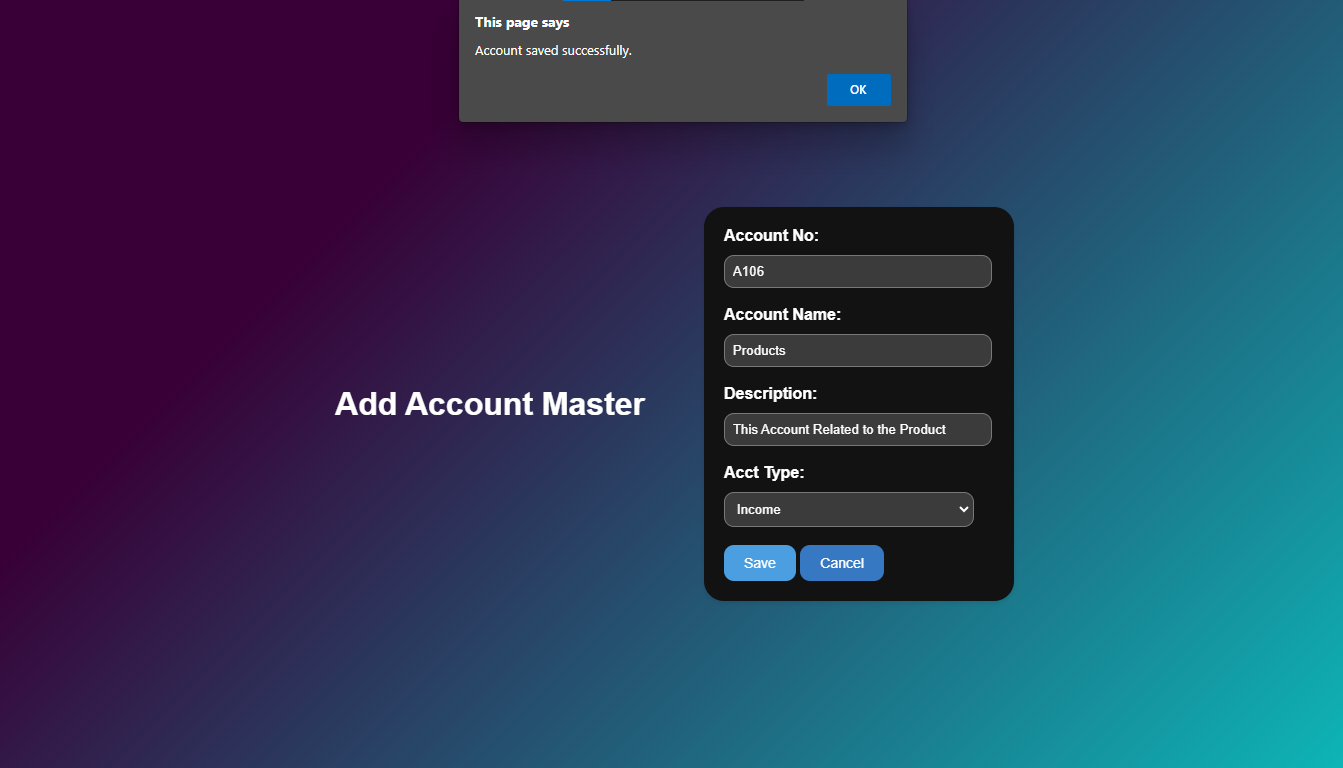 This page says
Account saved successfully.
OK
Add Account Master
Account No:
A106
Account Name:
Products
Description:
This Account Related to the Product
Acct Type:
Income
Save Cancel